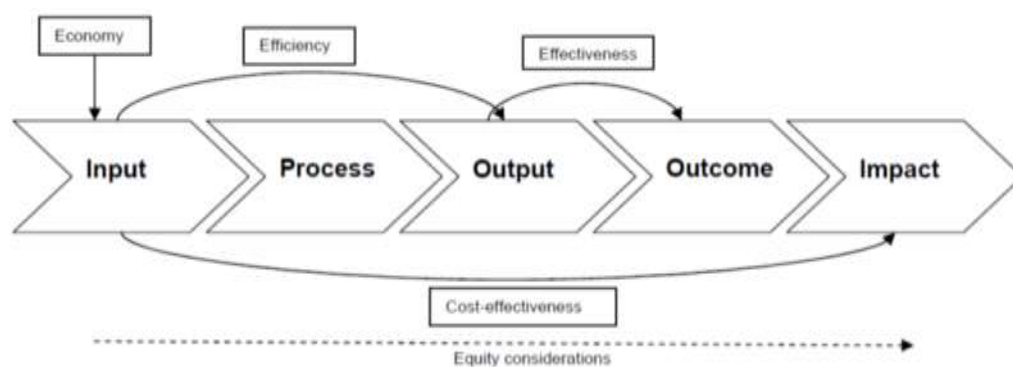 Economy
Efficiency
Effectiveness
Input
Process
Output
Outcome
Impact
Cost-effectiveness
Equity considerations